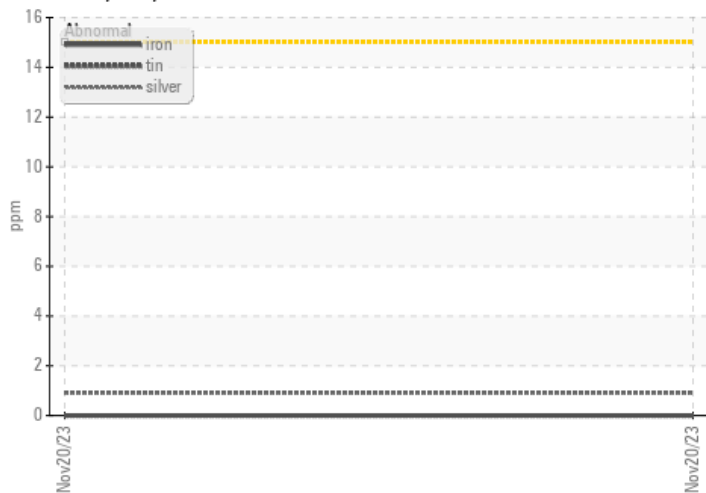 16
Abnormal
iron
tin
silver
14
12
10
8
6
4
2
0
ppm
Nov20/23
Nov20/23